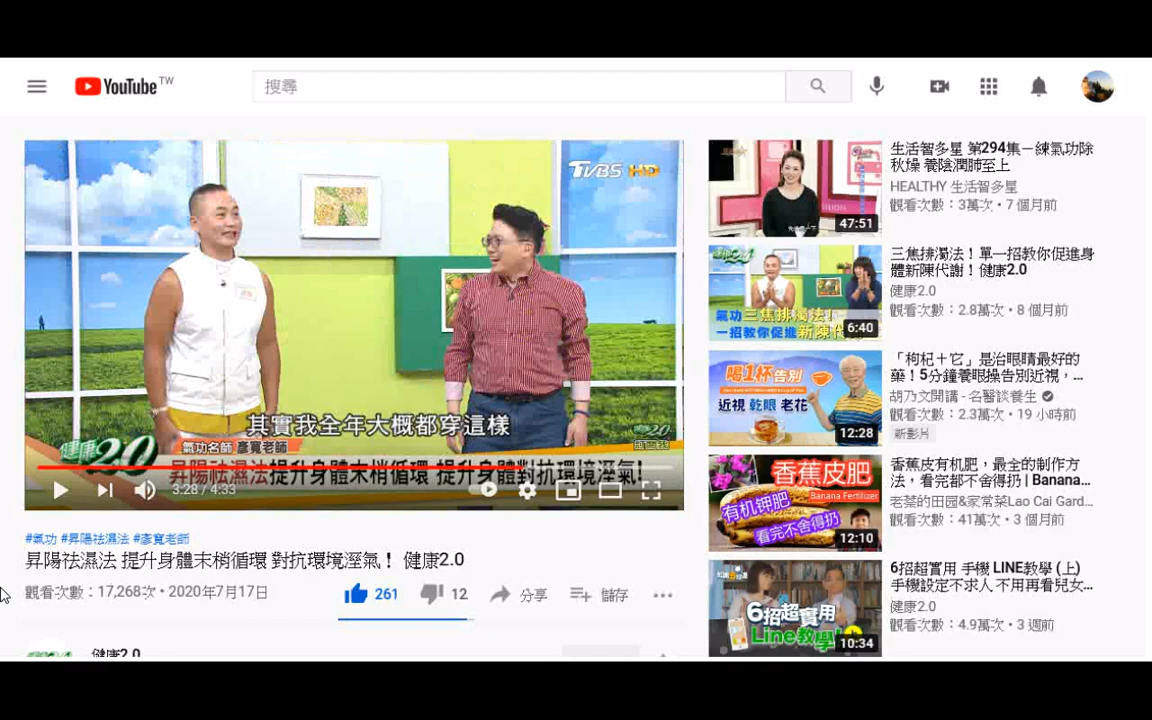 YouTube TW
搜尋
TVBS HD
其實我全年大概都穿這樣
健康2.0
氣功名師 彥寬老師
昇陽祛濕法提升身體末梢循環 提升身體對抗環境溼氣!
3:28 / 4:33
#氣功 #昇陽祛濕法 #彥寬老師
昇陽祛濕法 提升身體末梢循環 對抗環境溼氣! 健康2.0
觀看次數:17,268次・2020年7月17日
261
12
分享
儲存
健康2.0
47:51
生活智多星 第294集－練氣功除
秋燥 養陰潤肺至上
HEALTHY 生活智多星
觀看次數:3萬次・7 個月前
氣功三焦排濁法!
一招教你促進新陳代
6:40
三焦排濁法!單一招教你促進身
體新陳代謝!健康2.0
健康2.0
觀看次數:2.8萬次・8 個月前
喝1杯告別
近視 乾眼 老花
12:28
「枸杞＋它」是治眼睛最好的
藥!5分鐘養眼操告別近視，...
胡乃文開講 - 名醫談養生
觀看次數:2.3萬次・19 小時前
新影片
香蕉皮肥
Banana Fertilizer
有机钾肥
看完不舍得扔
12:10
香蕉皮有机肥，最全的制作方
法，看完都不舍得扔 | Banana...
老菜的田园&家常菜Lao Cai Gard...
觀看次數:41萬次・3 個月前
6招超實用
Line教學
10:34
6招超實用 手機 LINE教學 (上)
手機設定不求人 不用再看兒女...
健康2.0
觀看次數:4.9萬次・3 週前